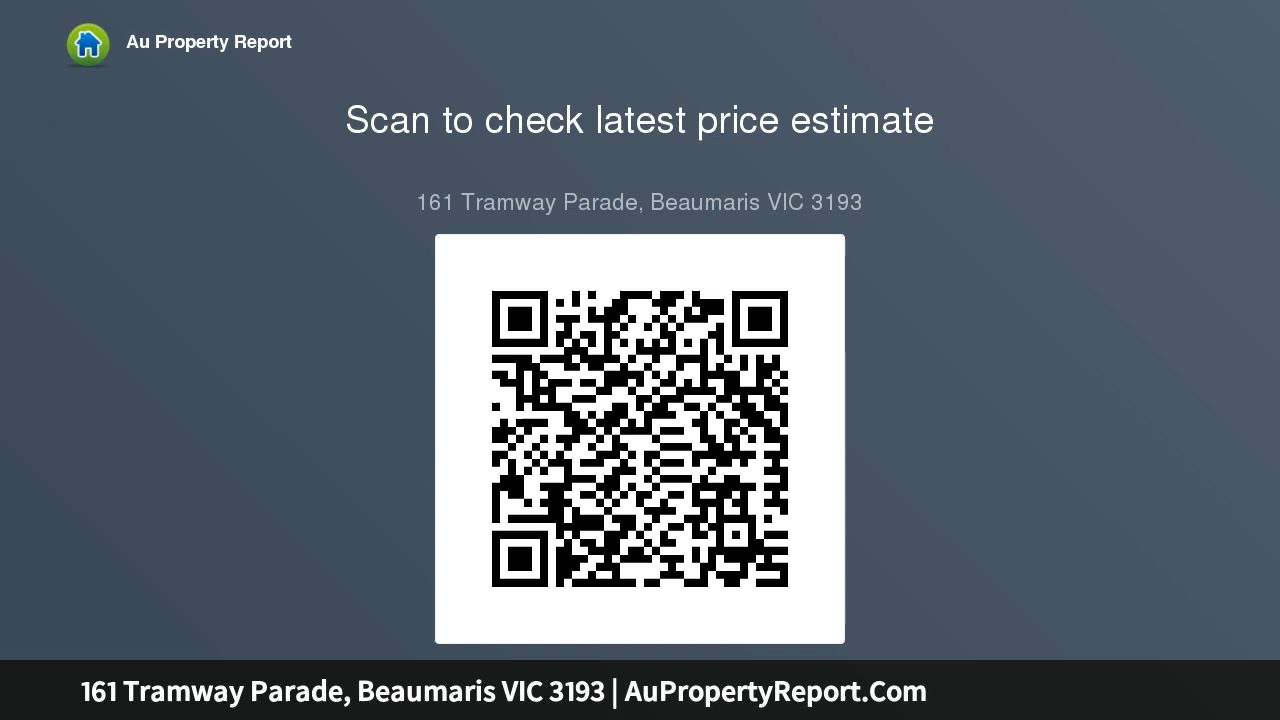 Au Property Report
Scan to check latest price estimate
161 Tramway Parade, Beaumaris VIC 3193
161 Tramway Parade, Beaumaris VIC 3193 | AuPropertyReport.Com